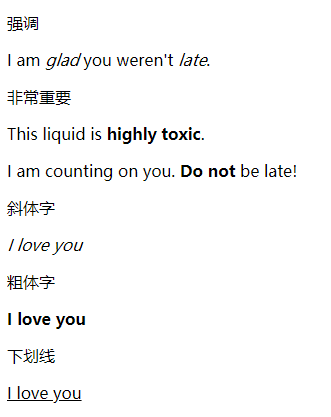 强调
I am glad you weren't late.
非常重要
This liquid is highly toxic.
I am counting on you. Do not be late!
斜体字
I love you
粗体字
I love you
下划线
I love you